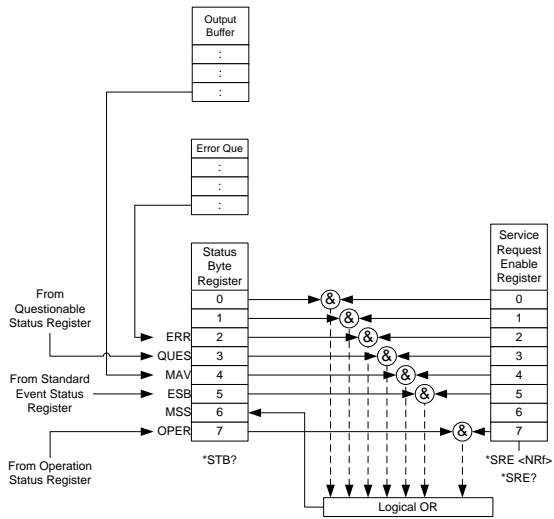 Output
Buffer
:
:
:
Error Que
:
:
:
Status
Byte
Register
0
1
2
3
4
5
6
7
*STB?
Service
Request
Enable
Register
0
1
2
3
4
5
6
7
*SRE <NRf>
*SRE?
&
&
&
&
&
&
&
ERR
QUES
MAV
ESB
MSS
OPER
From
Questionable
Status Register
From Standard
Event Status
Register
From Operation
Status Register
Logical OR